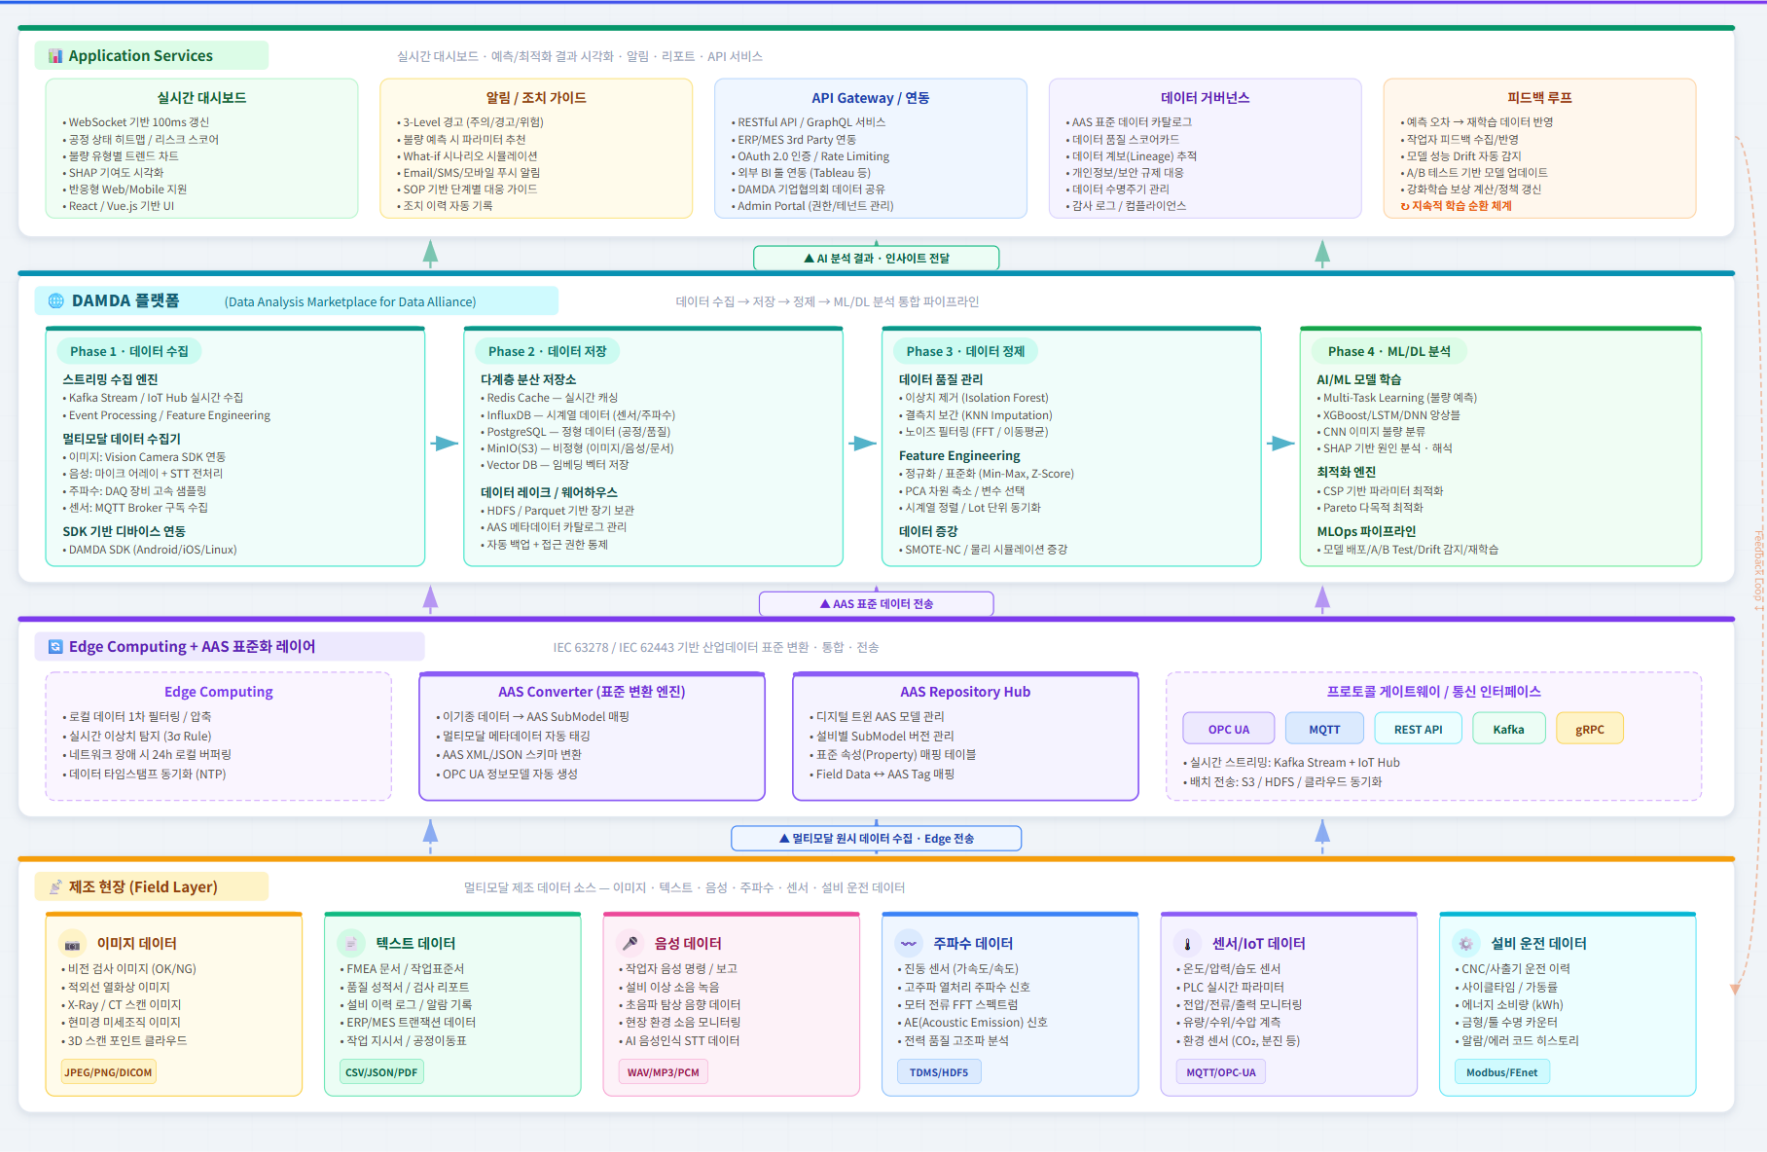 Application Services
실시간 대시보드 · 예측/최적화 결과 시각화 · 알림 · 리포트 · API 서비스
실시간 대시보드
• WebSocket 기반 100ms 갱신
• 공정 상태 히트맵 / 리스크 스코어
• 불량 유형별 트렌드 차트
• SHAP 기여도 시각화
• 반응형 Web/Mobile 지원
• React / Vue.js 기반 UI
알림 / 조치 가이드
• 3-Level 경고 (주의/경고/위험)
• 불량 예측 시 파라미터 추천
• What-if 시나리오 시뮬레이션
• Email/SMS/모바일 푸시 알림
• SOP 기반 단계별 대응 가이드
• 조치 이력 자동 기록
API Gateway / 연동
• RESTful API / GraphQL 서비스
• ERP/MES 3rd Party 연동
• OAuth 2.0 인증 / Rate Limiting
• 외부 BI 툴 연동 (Tableau 등)
• DAMDA 기업협의회 데이터 공유
• Admin Portal (권한/테넌트 관리)
데이터 거버넌스
• AAS 표준 데이터 카탈로그
• 데이터 품질 스코어카드
• 데이터 계보(Lineage) 추적
• 개인정보/보안 규제 대응
• 데이터 수명주기 관리
• 감사 로그 / 컴플라이언스
피드백 루프
• 예측 오차 → 재학습 데이터 반영
• 작업자 피드백 수집/반영
• 모델 성능 Drift 자동 감지
• A/B 테스트 기반 모델 업데이트
• 강화학습 보상 계산/정책 갱신
↻ 지속적 학습 순환 체계
▲ AI 분석 결과 · 인사이트 전달
DAMDA 플랫폼 (Data Analysis Marketplace for Data Alliance)
데이터 수집 → 저장 → 정제 → ML/DL 분석 통합 파이프라인
Phase 1 · 데이터 수집
스트리밍 수집 엔진
• Kafka Stream / IoT Hub 실시간 수집
• Event Processing / Feature Engineering
멀티모달 데이터 수집기
• 이미지: Vision Camera SDK 연동
• 음성: 마이크 어레이 + STT 전처리
• 주파수: DAQ 장비 고속 샘플링
• 센서: MQTT Broker 구독 수집
SDK 기반 디바이스 연동
• DAMDA SDK (Android/iOS/Linux)
Phase 2 · 데이터 저장
다계층 분산 저장소
• Redis Cache — 실시간 캐싱
• InfluxDB — 시계열 데이터 (센서/주파수)
• PostgreSQL — 정형 데이터 (공정/품질)
• MinIO(S3) — 비정형 (이미지/음성/문서)
• Vector DB — 임베딩 벡터 저장
데이터 레이크 / 웨어하우스
• HDFS / Parquet 기반 장기 보관
• AAS 메타데이터 카탈로그 관리
• 자동 백업 + 접근 권한 통제
Phase 3 · 데이터 정제
데이터 품질 관리
• 이상치 제거 (Isolation Forest)
• 결측치 보간 (KNN Imputation)
• 노이즈 필터링 (FFT / 이동평균)
Feature Engineering
• 정규화 / 표준화 (Min-Max, Z-Score)
• PCA 차원 축소 / 변수 선택
• 시계열 정렬 / Lot 단위 동기화
데이터 증강
• SMOTE-NC / 물리 시뮬레이션 증강
Phase 4 · ML/DL 분석
AI/ML 모델 학습
• Multi-Task Learning (불량 예측)
• XGBoost/LSTM/DNN 앙상블
• CNN 이미지 불량 분류
• SHAP 기반 원인 분석 · 해석
최적화 엔진
• CSP 기반 파라미터 최적화
• Pareto 다목적 최적화
MLOps 파이프라인
• 모델 배포/A/B Test/Drift 감지/재학습
Feedback Loop ↺
▲ AAS 표준 데이터 전송
Edge Computing + AAS 표준화 레이어
IEC 63278 / IEC 62443 기반 산업데이터 표준 변환 · 통합 · 전송
Edge Computing
• 로컬 데이터 1차 필터링 / 압축
• 실시간 이상치 탐지 (3σ Rule)
• 네트워크 장애 시 24h 로컬 버퍼링
• 데이터 타임스탬프 동기화 (NTP)
AAS Converter (표준 변환 엔진)
• 이기종 데이터 → AAS SubModel 매핑
• 멀티모달 메타데이터 자동 태깅
• AAS XML/JSON 스키마 변환
• OPC UA 정보모델 자동 생성
AAS Repository Hub
• 디지털 트윈 AAS 모델 관리
• 설비별 SubModel 버전 관리
• 표준 속성(Property) 매핑 테이블
• Field Data ↔ AAS Tag 매핑
프로토콜 게이트웨이 / 통신 인터페이스
OPC UA
MQTT
REST API
Kafka
gRPC
• 실시간 스트리밍: Kafka Stream + IoT Hub
• 배치 전송: S3 / HDFS / 클라우드 동기화
▲ 멀티모달 원시 데이터 수집 · Edge 전송
제조 현장 (Field Layer)
멀티모달 제조 데이터 소스 — 이미지 · 텍스트 · 음성 · 주파수 · 센서 · 설비 운전 데이터
이미지 데이터
• 비전 검사 이미지 (OK/NG)
• 적외선 열화상 이미지
• X-Ray / CT 스캔 이미지
• 현미경 미세조직 이미지
• 3D 스캔 포인트 클라우드
JPEG/PNG/DICOM
텍스트 데이터
• FMEA 문서 / 작업표준서
• 품질 성적서 / 검사 리포트
• 설비 이력 로그 / 알람 기록
• ERP/MES 트랜잭션 데이터
• 작업 지시서 / 공정이동표
CSV/JSON/PDF
음성 데이터
• 작업자 음성 명령 / 보고
• 설비 이상 소음 녹음
• 초음파 탐상 음향 데이터
• 현장 환경 소음 모니터링
• AI 음성인식 STT 데이터
WAV/MP3/PCM
주파수 데이터
• 진동 센서 (가속도/속도)
• 고주파 열처리 주파수 신호
• 모터 전류 FFT 스펙트럼
• AE(Acoustic Emission) 신호
• 전력 품질 고조파 분석
TDMS/HDF5
센서/IoT 데이터
• 온도/압력/습도 센서
• PLC 실시간 파라미터
• 전압/전류/출력 모니터링
• 유량/수위/수압 계측
• 환경 센서 (CO₂, 분진 등)
MQTT/OPC-UA
설비 운전 데이터
• CNC/사출기 운전 이력
• 사이클타임 / 가동률
• 에너지 소비량 (kWh)
• 금형/툴 수명 카운터
• 알람/에러 코드 히스토리
Modbus/FEnet